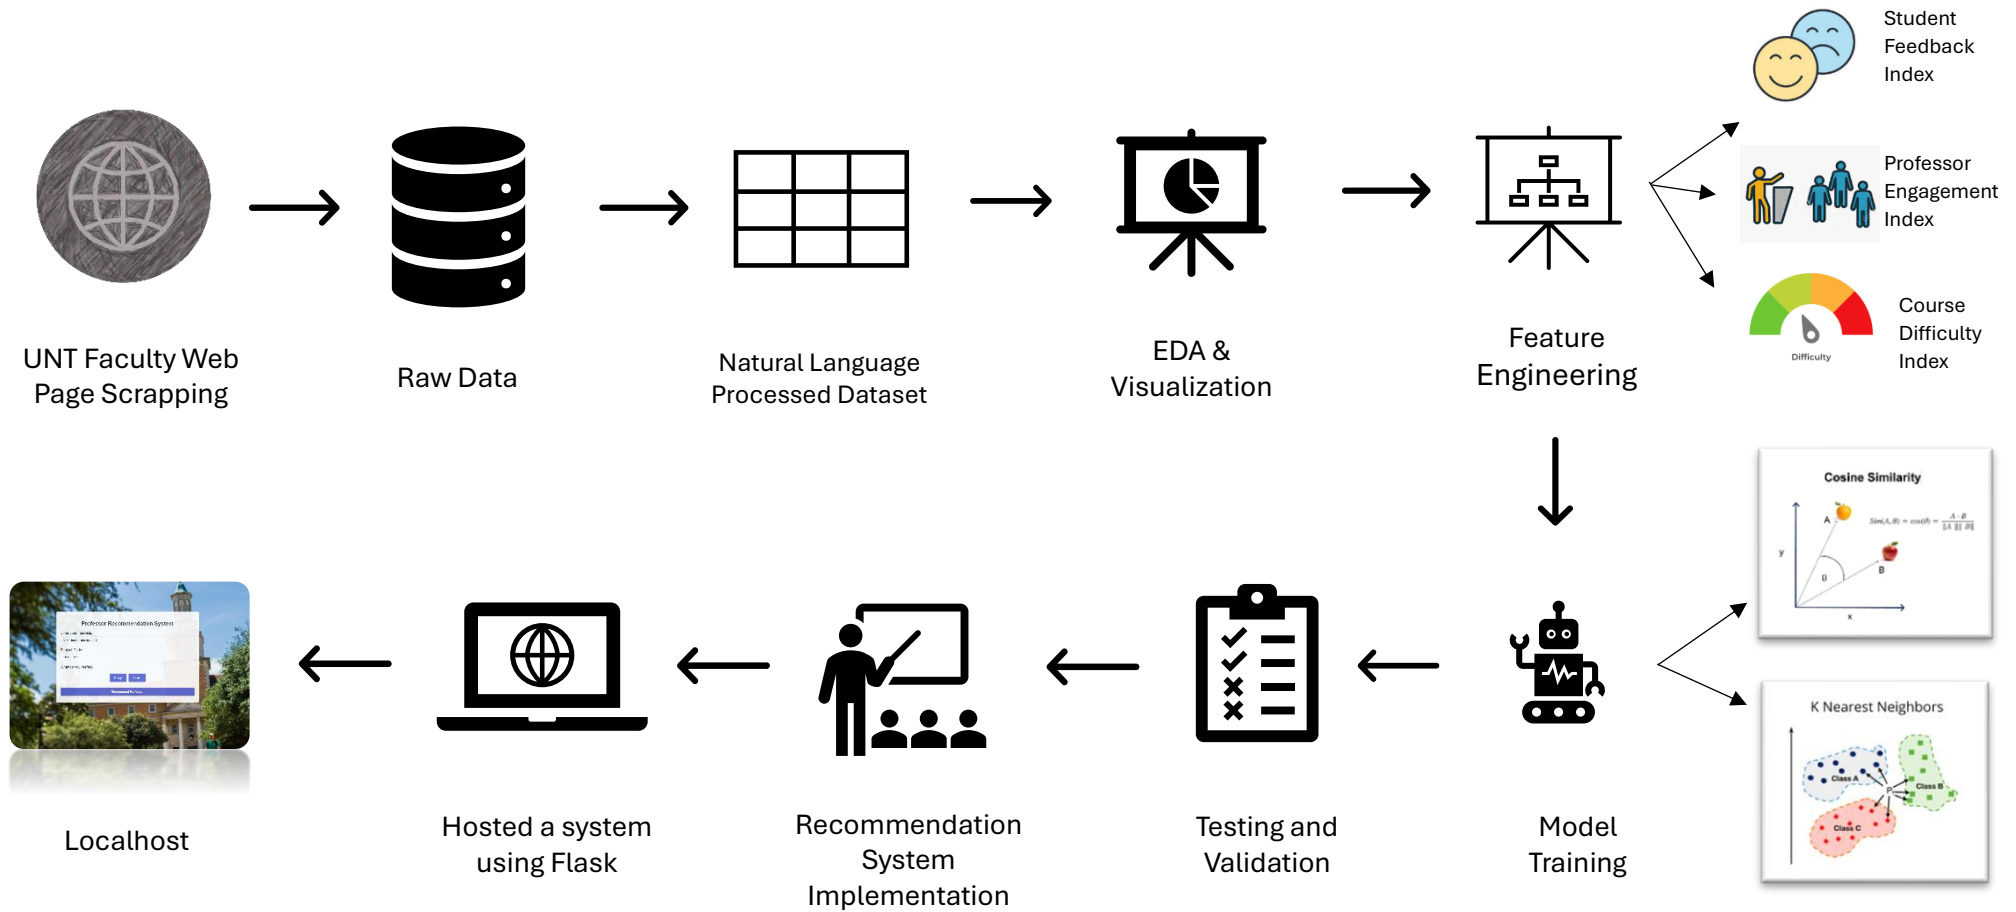 Student
Feedback
Index
Professor
Engagement
Index
Difficulty
Course
Difficulty
Index
UNT Faculty Web
Page Scrapping
Raw Data
Natural Language
Processed Dataset
EDA &
Visualization
Feature
Engineering
Cosine Similarity
A
Sim(A, B) = cos(θ) = A · B / ||A|| ||B||
y
θ
B
x
Professor Recommendation System
K Nearest Neighbors
Class A
P
Class B
Class C
Localhost
Hosted a system
using Flask
Recommendation
System
Implementation
Testing and
Validation
Model
Training